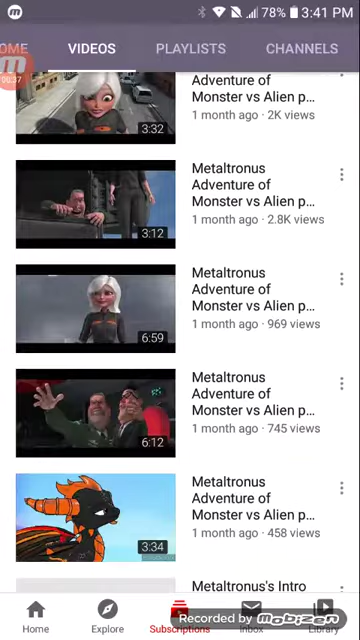 78% 3:41 PM
OME VIDEOS PLAYLISTS CHANNELS
00:37
Adventure of
Monster vs Alien p...
1 month ago · 2K views
3:32
Metaltronus
Adventure of
Monster vs Alien p...
1 month ago · 2.8K views
3:12
Metaltronus
Adventure of
Monster vs Alien p...
1 month ago · 969 views
6:59
Metaltronus
Adventure of
Monster vs Alien p...
1 month ago · 745 views
6:12
Metaltronus
Adventure of
Monster vs Alien p...
1 month ago · 458 views
3:34
Metaltronus's Intro
Recorded by Mobizen
Home Explore Subscriptions Inbox Library